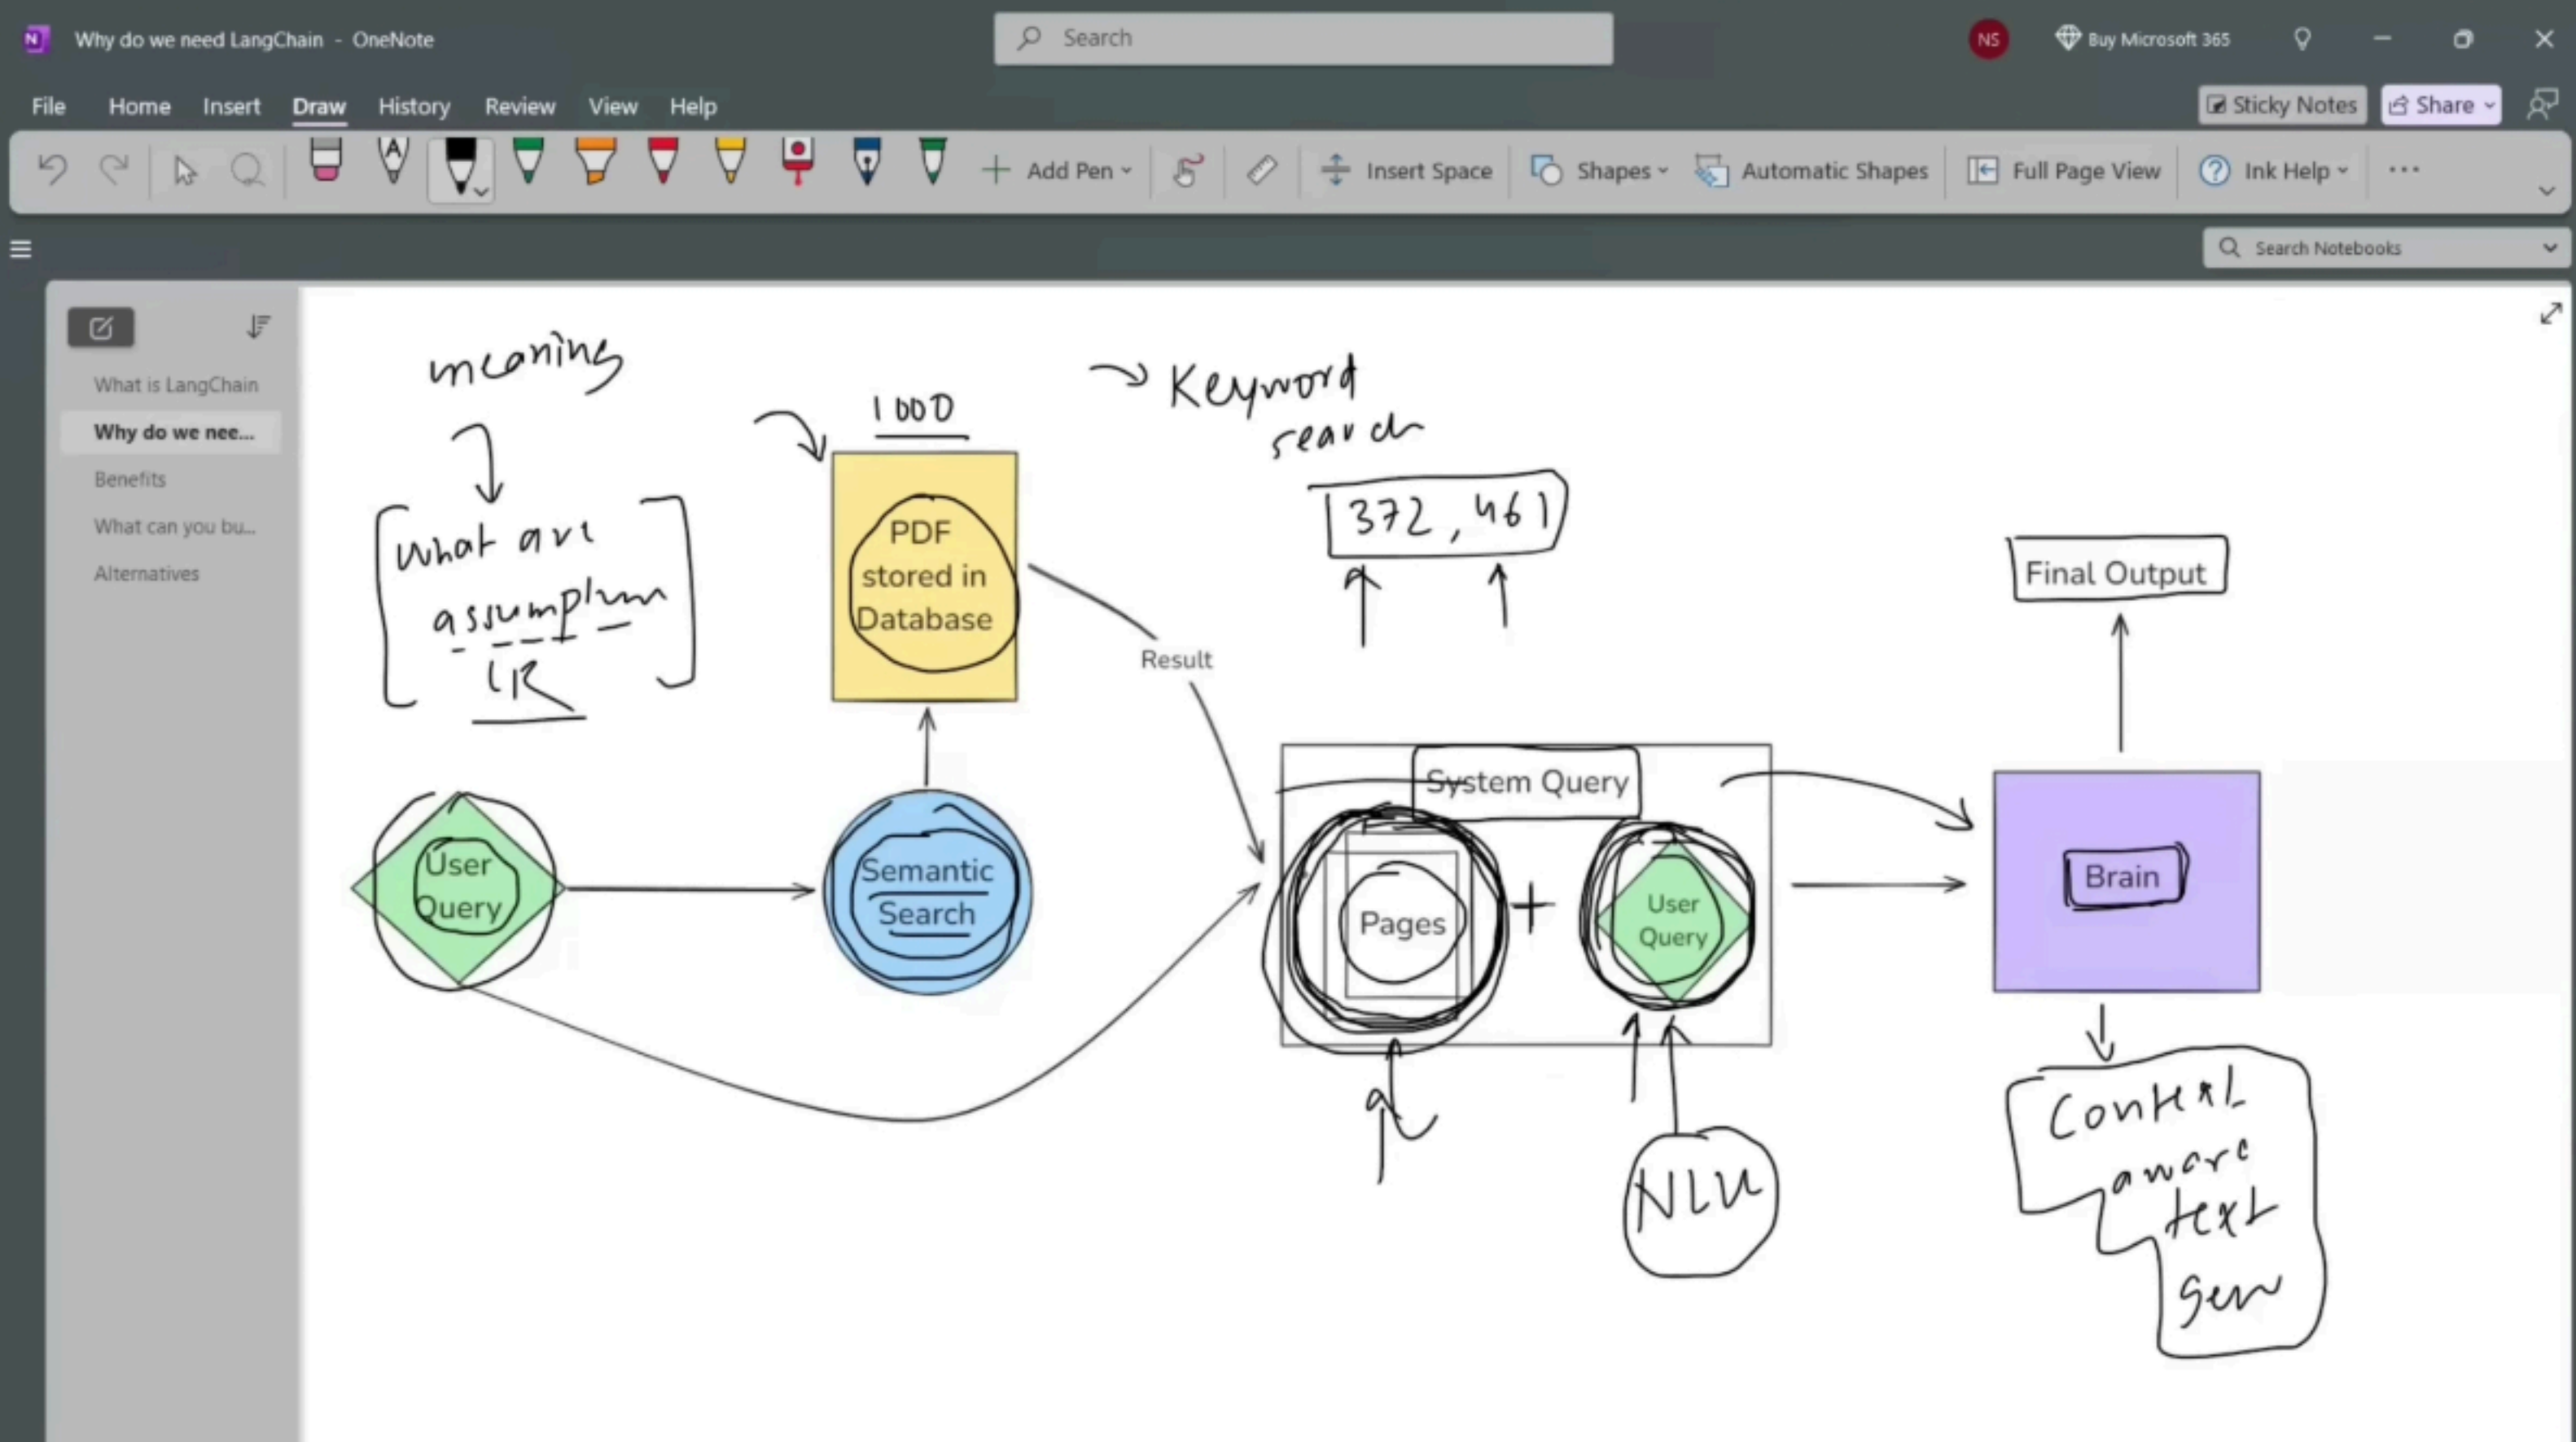 Why do we need LangChain - OneNote
Search
NS
Buy Microsoft 365
File Home Insert Draw History Review View Help
Sticky Notes
Share
A
Add Pen
Insert Space
Shapes
Automatic Shapes
Full Page View
Ink Help
Search Notebooks
What is LangChain
Why do we nee...
Benefits
What can you bu...
Alternatives
meaning
what are
LR
1000
PDF
stored in
Database
Keyword
search
372, 461
Result
User
Query
Semantic
Search
System Query
Pages
+
User
Query
NLU
Final Output
Brain
Context
aware
text
gen